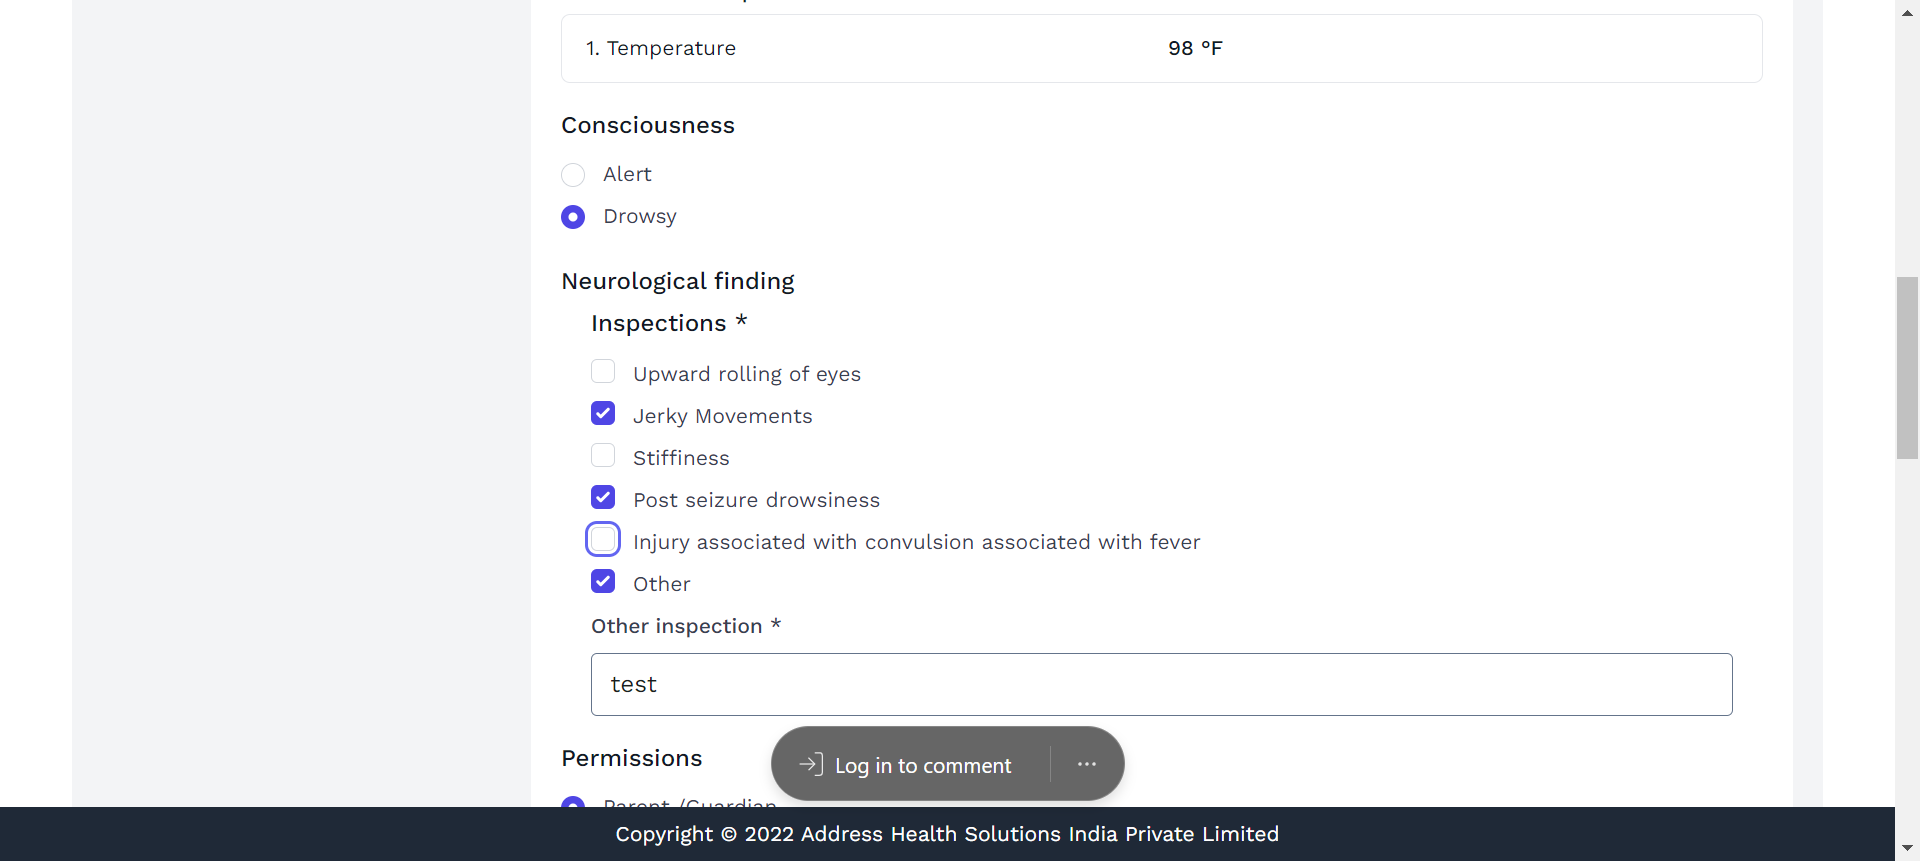 1. Temperature 98 °F
Consciousness
Alert
Drowsy
Neurological finding
Inspections *
Upward rolling of eyes
Jerky Movements
Stiffiness
Post seizure drowsiness
Injury associated with convulsion associated with fever
Other
Other inspection *
test
Permissions
Log in to comment
Parent /Guardian
Copyright © 2022 Address Health Solutions India Private Limited